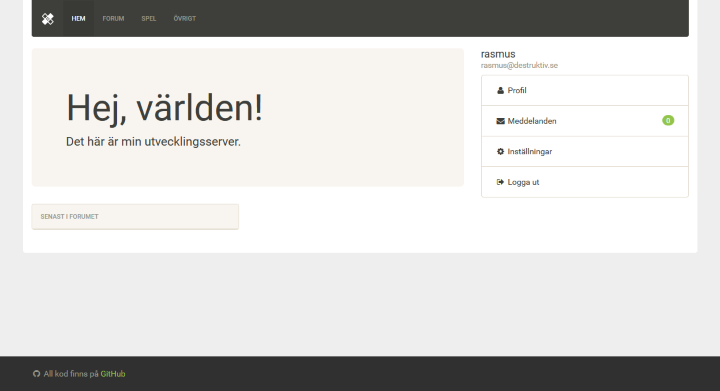 HEM FORUM SPEL ÖVRIGT
Hej, världen!
Det här är min utvecklingsserver.
SENAST I FORUMET
rasmus
rasmus@destruktiv.se
Profil
Meddelanden 0
Inställningar
Logga ut
All kod finns på GitHub